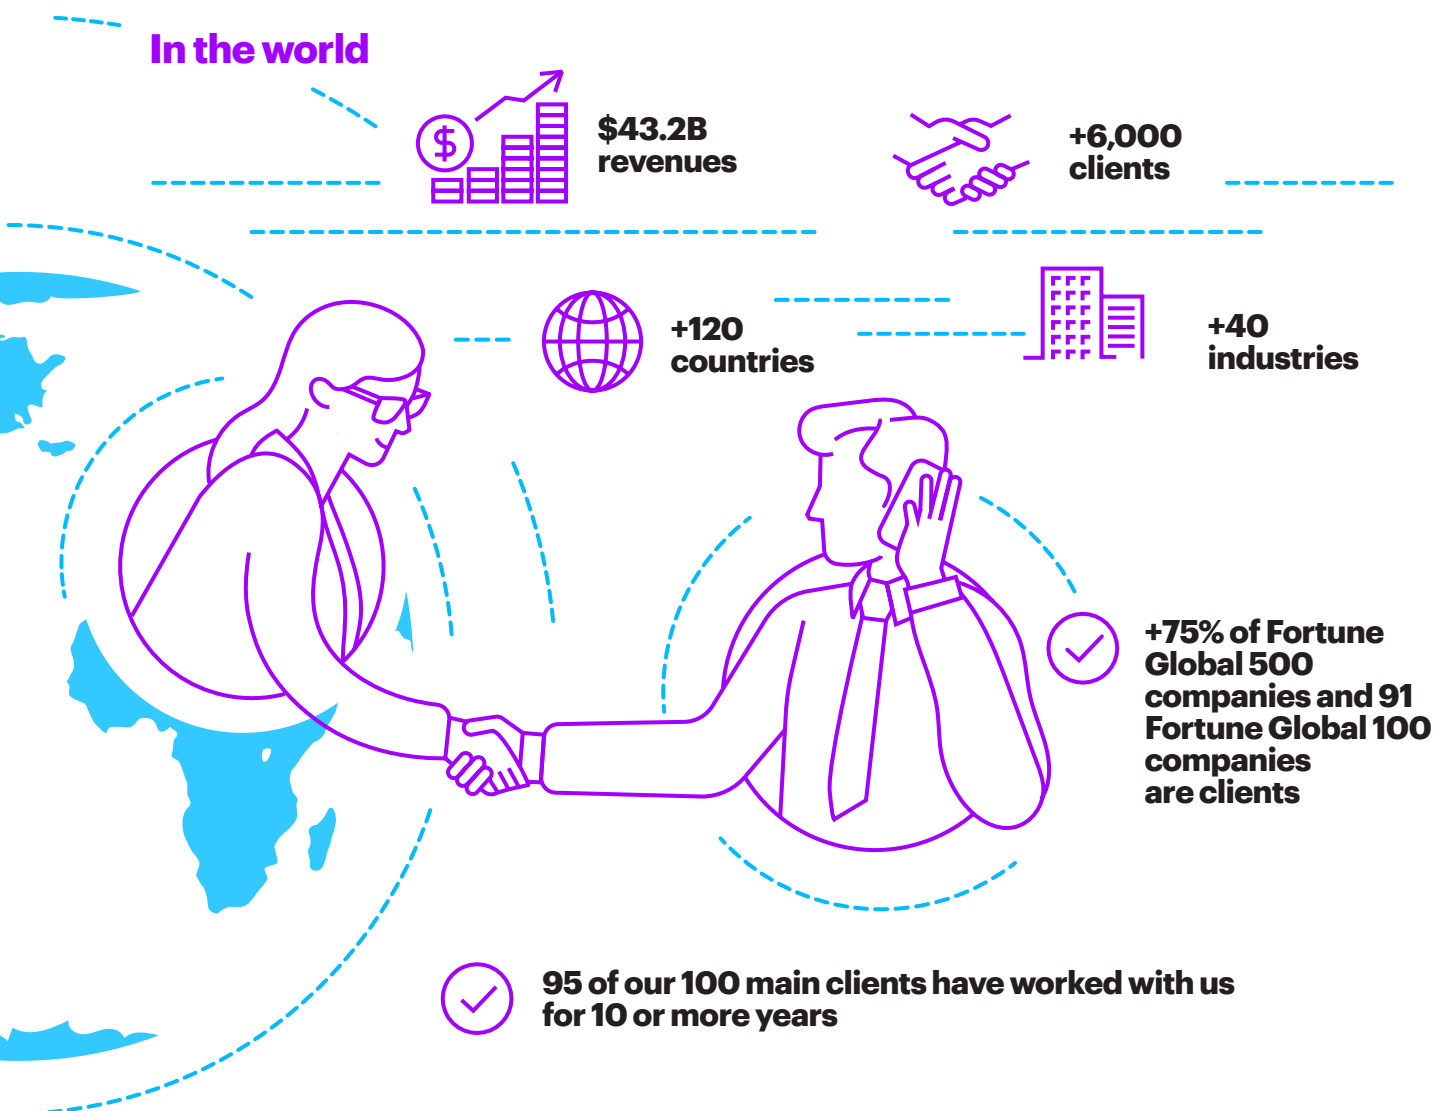 In the world
$43.2B
revenues
+6,000
clients
+120
countries
+40
industries
+75% of Fortune
Global 500
companies and 91
Fortune Global 100
companies
are clients
95 of our 100 main clients have worked with us
for 10 or more years